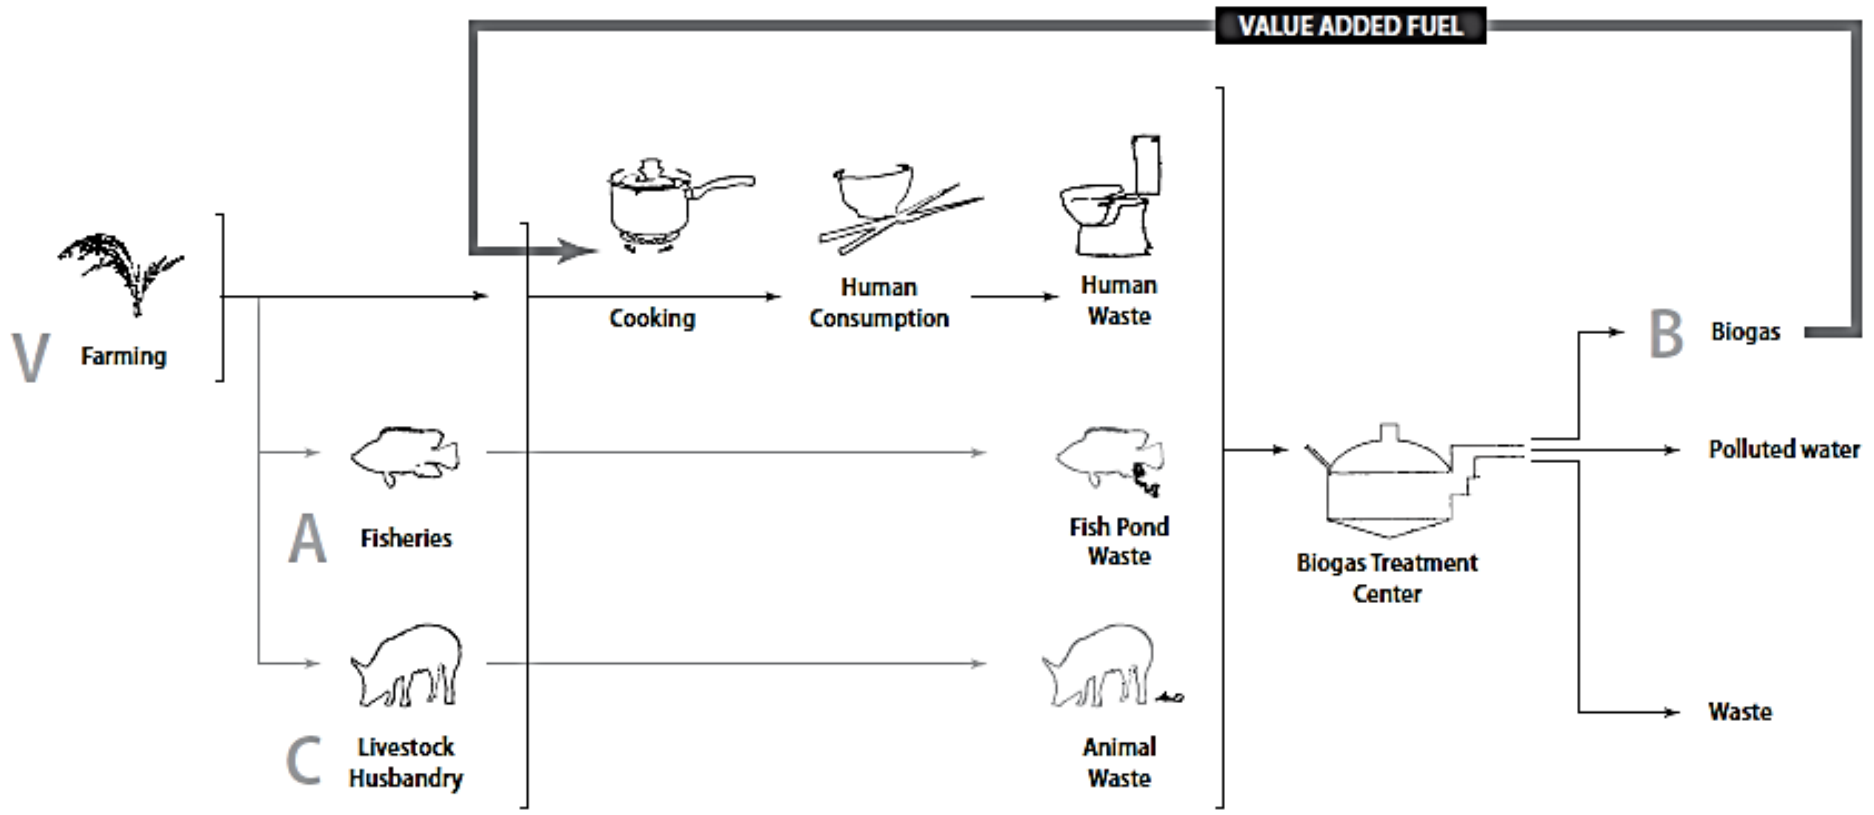 VALUE ADDED FUEL
V
Farming
Cooking
Human
Consumption
Human
Waste
A
Fisheries
Fish Pond
Waste
C
Livestock
Husbandry
Animal
Waste
Biogas Treatment
Center
B
Biogas
Polluted water
Waste